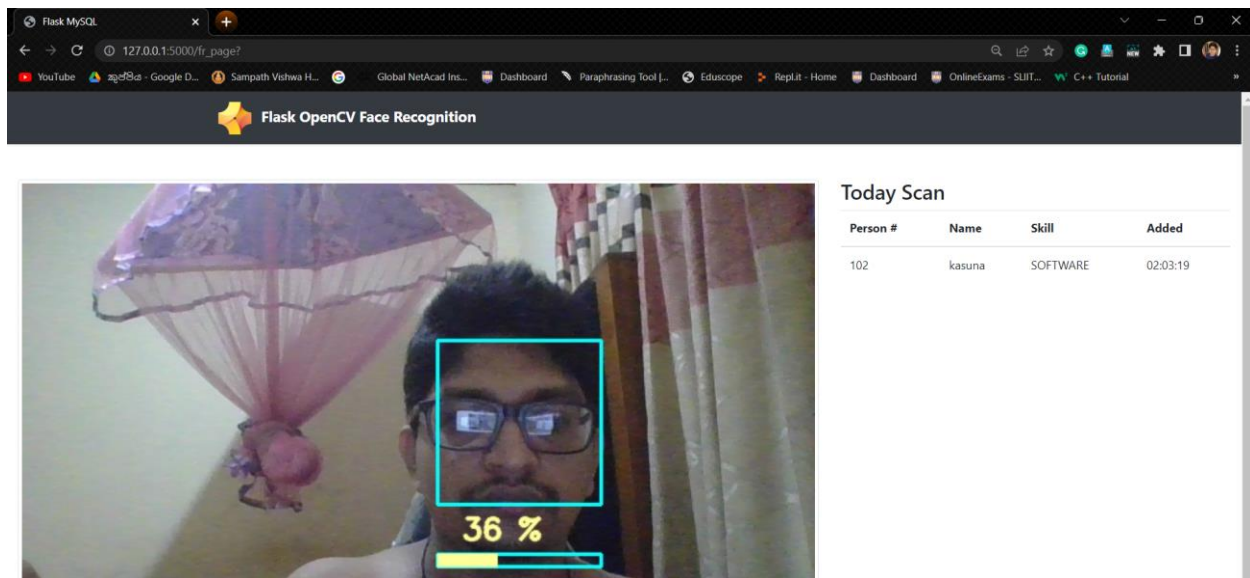 Flask MySQL
127.0.0.1:5000/fr_page?
YouTube
- Google D...
Sampath Vishwa H...
Global NetAcad Ins...
Dashboard
Paraphrasing Tool |...
Eduscope
Repl.it - Home
Dashboard
OnlineExams - SLIIT...
C++ Tutorial
»
Flask OpenCV Face Recognition
Today Scan
Person # Name Skill Added
102 kasuna SOFTWARE 02:03:19
36 %